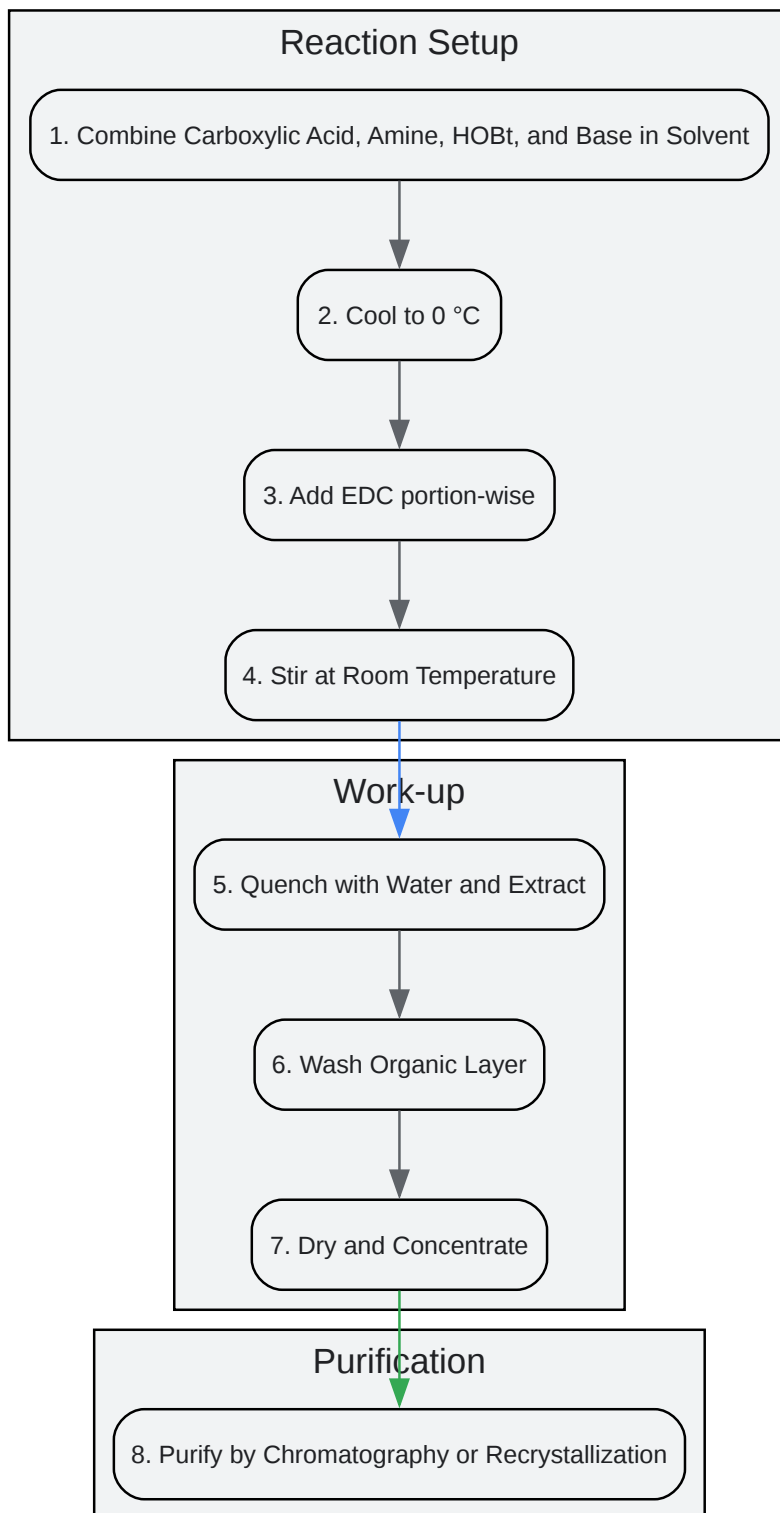 Reaction Setup
1. Combine Carboxylic Acid, Amine, HOBt, and Base in Solvent
2. Cool to 0 °C
3. Add EDC portion-wise
4. Stir at Room Temperature
Work-up
5. Quench with Water and Extract
6. Wash Organic Layer
7. Dry and Concentrate
Purification
8. Purify by Chromatography or Recrystallization